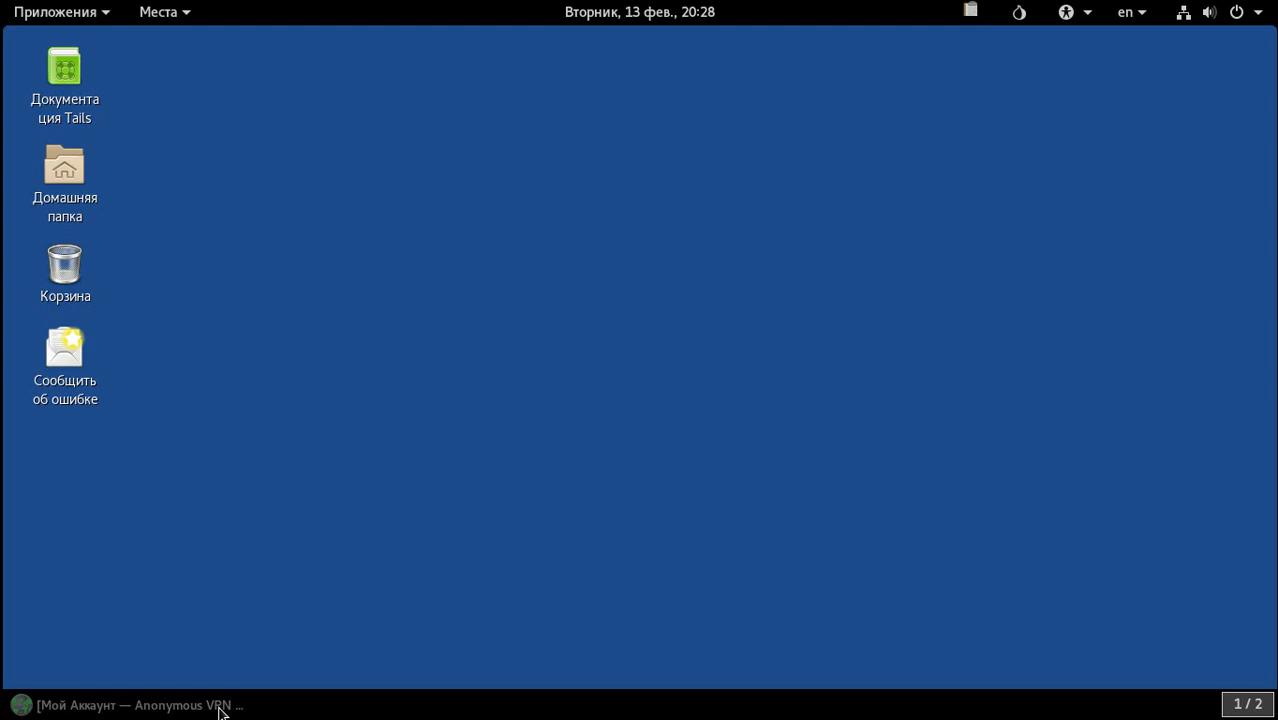 Приложения Места Вторник, 13 фев., 20:28 en
Документа
ция Tails
Домашняя
папка
Корзина
Сообщить
об ошибке
[Мой Аккаунт — Anonymous VPN ... 1 / 2